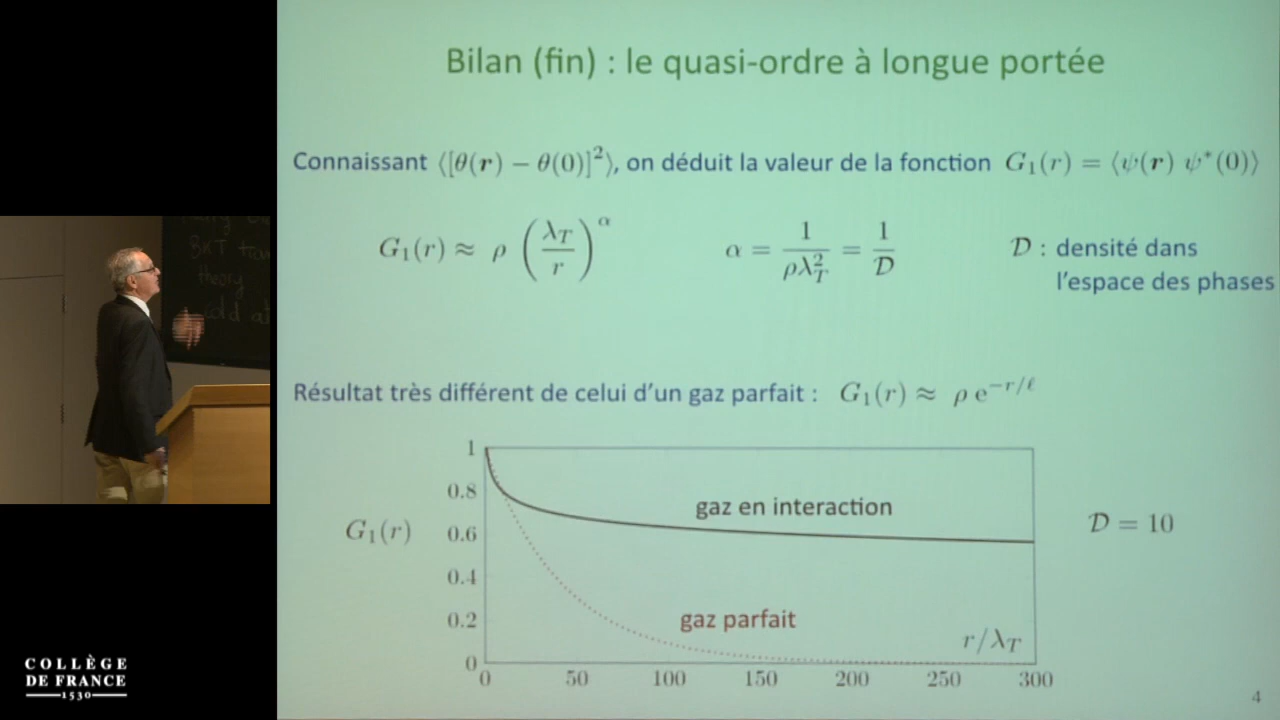 Bilan (fin) : le quasi-ordre à longue portée
Connaissant ⟨[θ(r) − θ(0)]²⟩, on déduit la valeur de la fonction G₁(r) = ⟨ψ(r) ψ*(0)⟩
G₁(r) ≈ ρ (λ_T / r)^α
α = 1/(ρλ_T²) = 1/𝒟
𝒟 : densité dans
l'espace des phases
Résultat très différent de celui d'un gaz parfait : G₁(r) ≈ ρ e^{−r/ℓ}
1
0.8
0.6
0.4
0.2
0
G₁(r)
gaz en interaction
gaz parfait
r/λ_T
𝒟 = 10
0 50 100 150 200 250 300
4
BKT
theory
COLLÈGE
DE FRANCE
1530